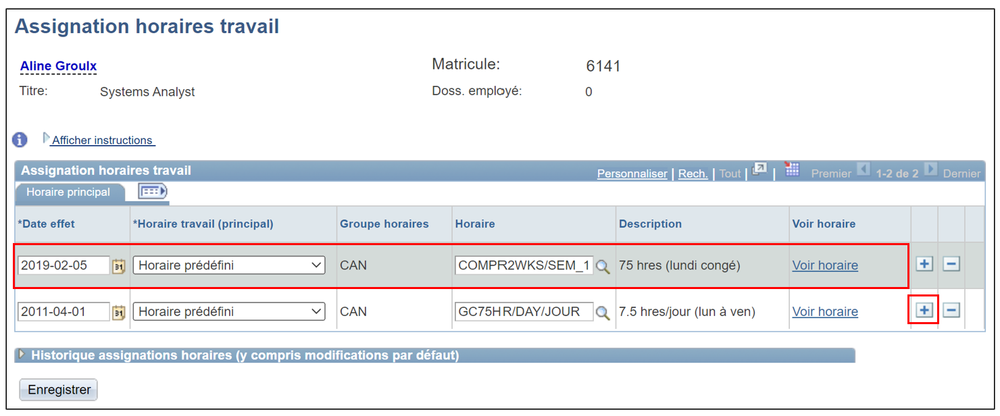 Assignation horaires travail
Aline Groulx Matricule: 6141
Titre: Systems Analyst Doss. employé: 0
Afficher instructions
Assignation horaires travail Personnaliser | Rech. | Tout | | Premier 1-2 de 2 Dernier
Horaire principal
*Date effet *Horaire travail (principal) Groupe horaires Horaire Description Voir horaire
2019-02-05 31 Horaire prédéfini CAN COMPR2WKS/SEM_1 75 hres (lundi congé) Voir horaire
2011-04-01 31 Horaire prédéfini CAN GC75HR/DAY/JOUR 7.5 hres/jour (lun à ven) Voir horaire
Historique assignations horaires (y compris modifications par défaut)
Enregistrer